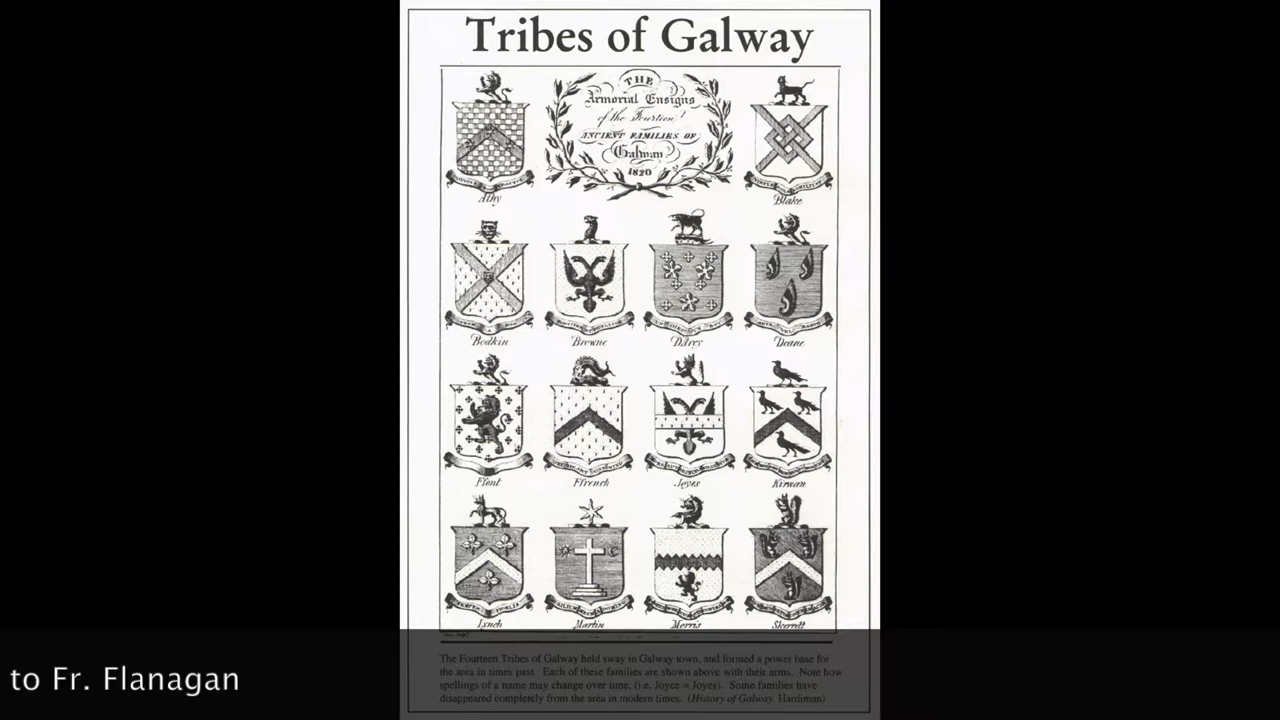 Tribes of Galway
THE
Armorial Ensigns
of the Fourteen
ANCIENT FAMILIES OF
Galway
1820
Athy
Blake
Bodkin
Browne
D'Arcy
Deane
Ffont
Ffrench
Joyes
Kirwan
Lynch
Martin
Morris
Skerrett
to Fr. Flanagan
The Fourteen Tribes of Galway held sway in Galway town, and formed a power base for
the area in times past. Each of these families are shown above with their arms. Note how
spellings of a name may change over time, (i.e. Joyce = Joyes). Some families have
disappeared completely from the area in modern times. (History of Galway. Hardiman)